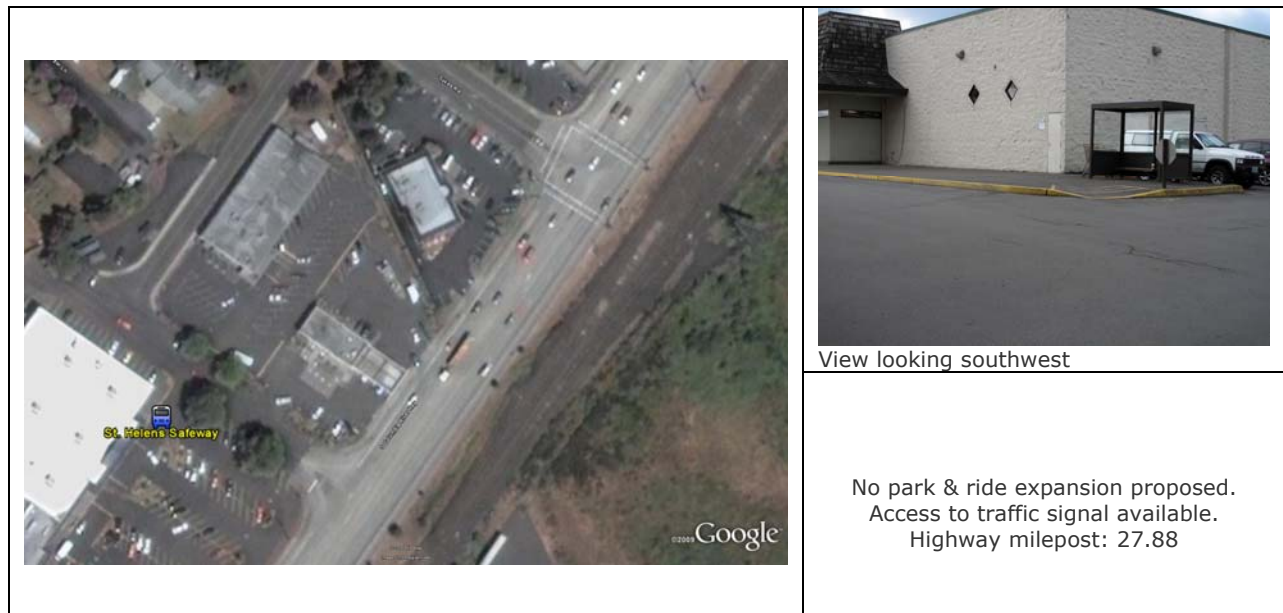 St. Helens Safeway
©2009 Google
View looking southwest
No park & ride expansion proposed.
Access to traffic signal available.
Highway milepost: 27.88